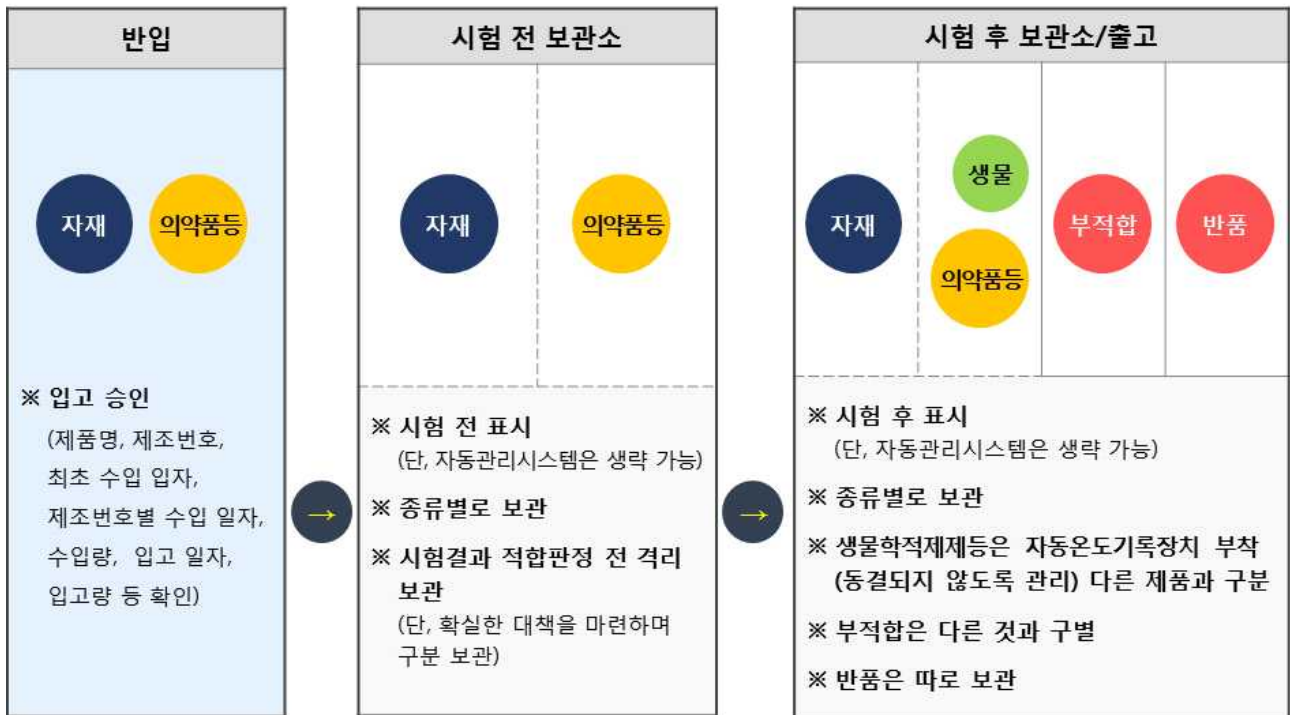 반입
자재
의약품등
※ 입고 승인
(제품명, 제조번호,
최초 수입 입자,
제조번호별 수입 일자,
수입량, 입고 일자,
입고량 등 확인)
→
시험 전 보관소
자재
의약품등
※ 시험 전 표시
(단, 자동관리시스템은 생략 가능)
※ 종류별로 보관
※ 시험결과 적합판정 전 격리
보관
(단, 확실한 대책을 마련하며
구분 보관)
→
시험 후 보관소/출고
자재
생물
의약품등
부적합
반품
※ 시험 후 표시
(단, 자동관리시스템은 생략 가능)
※ 종류별로 보관
※ 생물학적제제등은 자동온도기록장치 부착
(동결되지 않도록 관리) 다른 제품과 구분
※ 부적합은 다른 것과 구별
※ 반품은 따로 보관